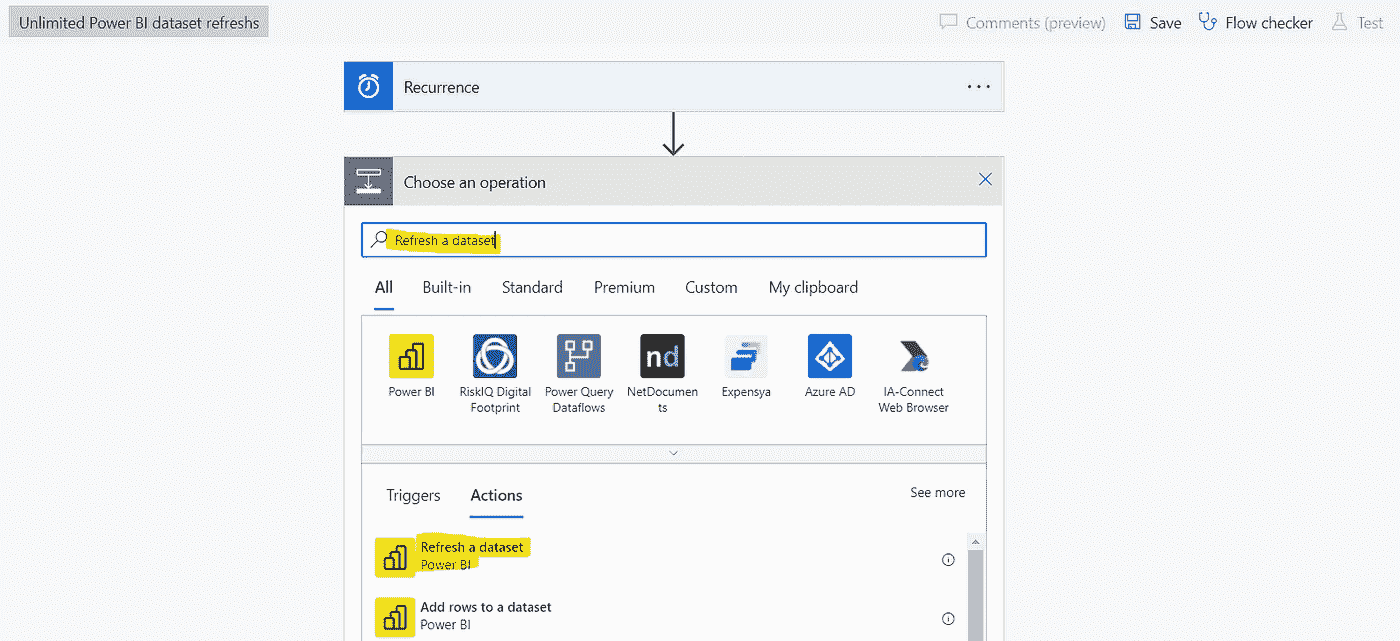 Unlimited Power BI dataset refreshs
Comments (preview) Save Flow checker Test
Recurrence
Choose an operation
Refresh a dataset
All Built-in Standard Premium Custom My clipboard
Power BI RiskIQ Digital Power Query NetDocumen Expensya Azure AD IA-Connect
Footprint Dataflows ts Web Browser
Triggers Actions See more
Refresh a dataset
Power BI
Add rows to a dataset
Power BI